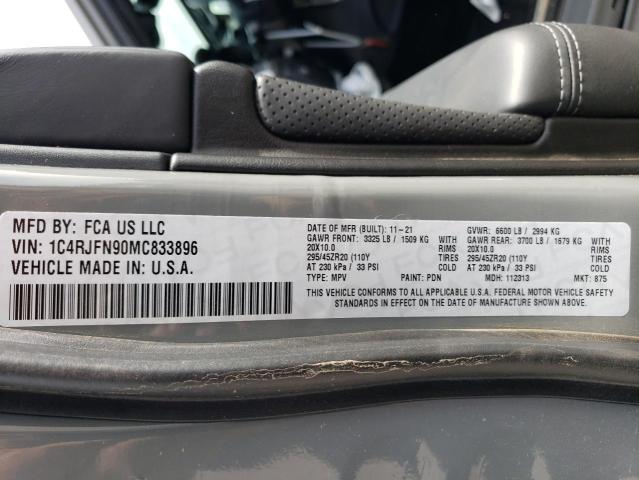 MFD BY: FCA US LLC
VIN: 1C4RJFN90MC833896
VEHICLE MADE IN: U.S.A.
DATE OF MFR (BUILT): 11-21 GVWR: 6600 LB / 2994 KG
GAWR FRONT: 3325 LB / 1509 KG WITH GAWR REAR: 3700 LB / 1679 KG WITH
20X10.0 RIMS 20X10.0 RIMS
295/45ZR20 (110Y TIRES 295/45ZR20 (110Y TIRES
AT 230 kPa / 33 PSI COLD AT 230 kPa / 33 PSI COLD
TYPE: MPV PAINT: PDN MDH: 112313 MKT: 875
THIS VEHICLE CONFORMS TO ALL APPLICABLE U.S.A. FEDERAL MOTOR VEHICLE SAFETY
STANDARDS IN EFFECT ON THE DATE OF MANUFACTURE SHOWN ABOVE.